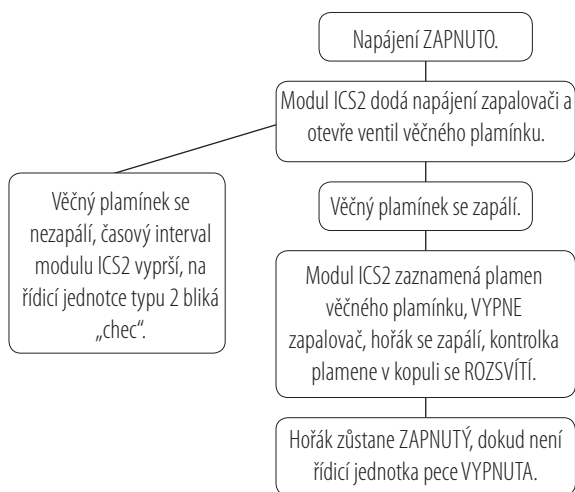 Napájení ZAPNUTO.
Modul ICS2 dodá napájení zapalovači a
otevře ventil věčného plamínku.
Věčný plamínek se
nezapálí, časový interval
modulu ICS2 vyprší, na
řídicí jednotce typu 2 bliká
„chec“.
Věčný plamínek se zapálí.
Modul ICS2 zaznamená plamen
věčného plamínku, VYPNE
zapalovač, hořák se zapálí, kontrolka
plamene v kopuli se ROZSVÍTÍ.
Hořák zůstane ZAPNUTÝ, dokud není
řídicí jednotka pece VYPNUTA.